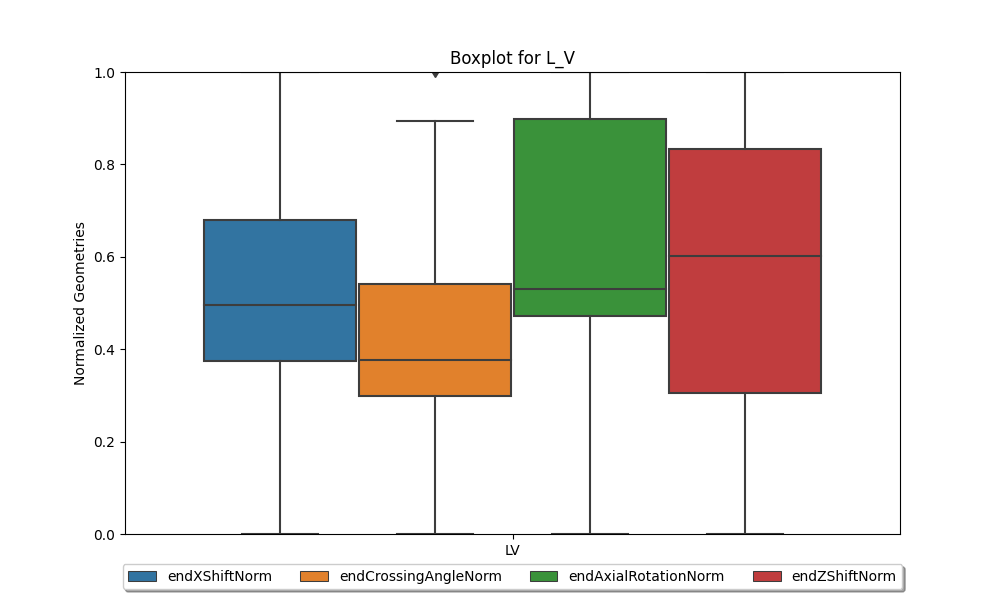 Boxplot for L_V
1.0
0.8
0.6
0.4
0.2
0.0
Normalized Geometries
LV
endXShiftNorm endCrossingAngleNorm endAxialRotationNorm endZShiftNorm